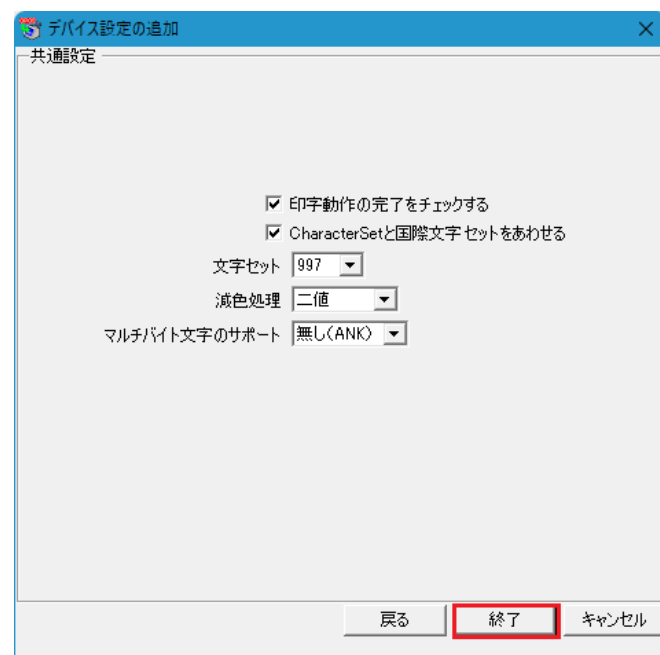 デバイス設定の追加
共通設定
印字動作の完了をチェックする
CharacterSetと国際文字セットをあわせる
文字セット 997
減色処理 二値
マルチバイト文字のサポート 無し(ANK)
戻る 終了 キャンセル